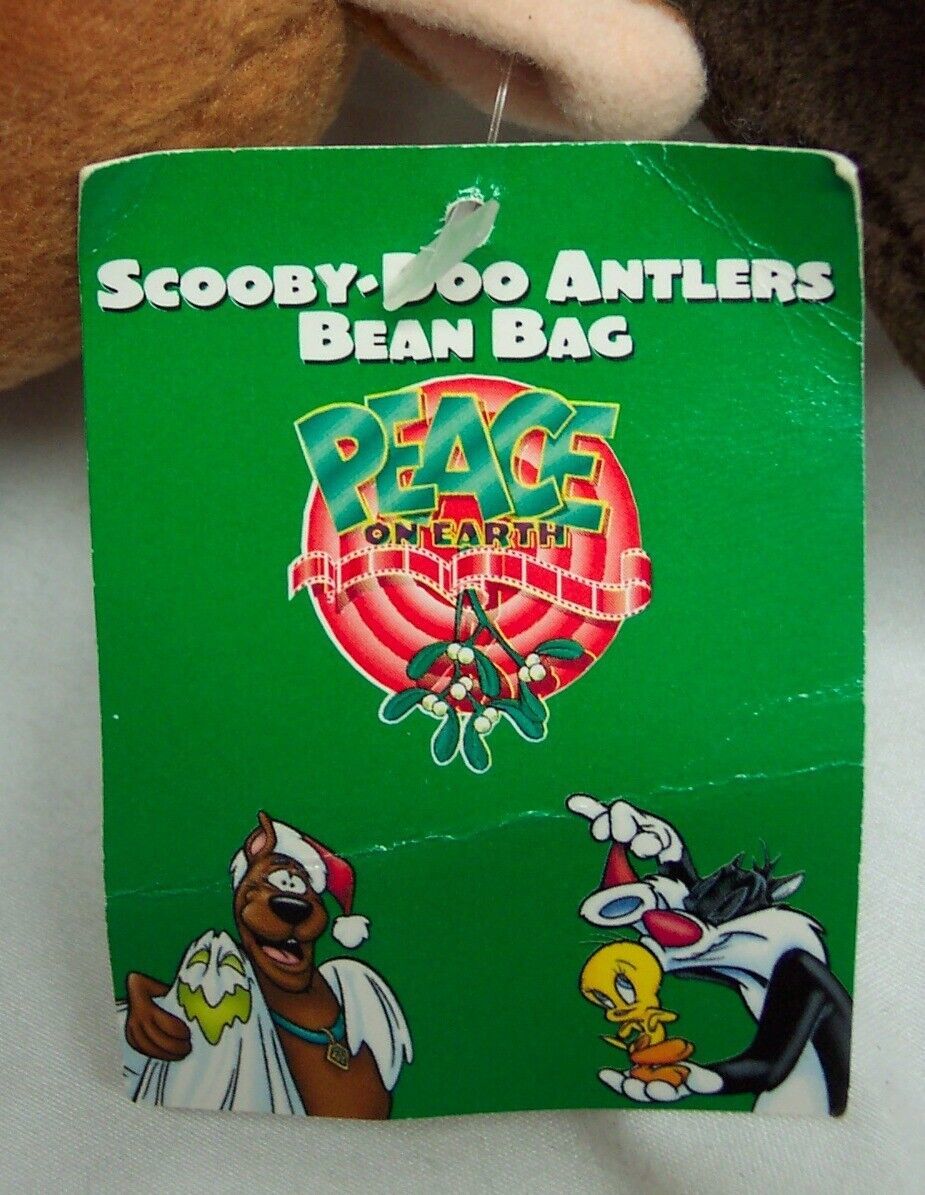 SCOOBY-DOO ANTLERS
BEAN BAG
PEACE
ON EARTH